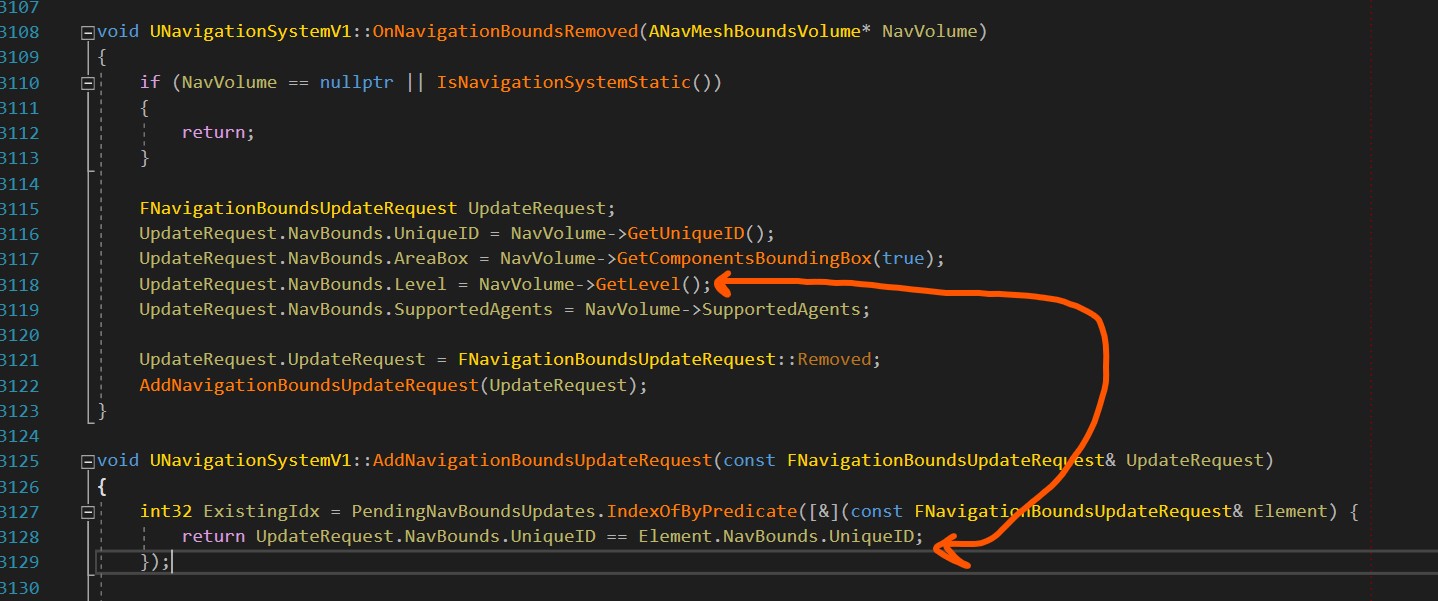 3107
3108 void UNavigationSystemV1::OnNavigationBoundsRemoved(ANavMeshBoundsVolume* NavVolume)
3109 {
3110 if (NavVolume == nullptr || IsNavigationSystemStatic())
3111 {
3112 return;
3113 }
3114
3115 FNavigationBoundsUpdateRequest UpdateRequest;
3116 UpdateRequest.NavBounds.UniqueID = NavVolume->GetUniqueID();
3117 UpdateRequest.NavBounds.AreaBox = NavVolume->GetComponentsBoundingBox(true);
3118 UpdateRequest.NavBounds.Level = NavVolume->GetLevel();
3119 UpdateRequest.NavBounds.SupportedAgents = NavVolume->SupportedAgents;
3120
3121 UpdateRequest.UpdateRequest = FNavigationBoundsUpdateRequest::Removed;
3122 AddNavigationBoundsUpdateRequest(UpdateRequest);
3123 }
3124
3125 void UNavigationSystemV1::AddNavigationBoundsUpdateRequest(const FNavigationBoundsUpdateRequest& UpdateRequest)
3126 {
3127 int32 ExistingIdx = PendingNavBoundsUpdates.IndexOfByPredicate([&](const FNavigationBoundsUpdateRequest& Element) {
3128 return UpdateRequest.NavBounds.UniqueID == Element.NavBounds.UniqueID;
3129 });
3130